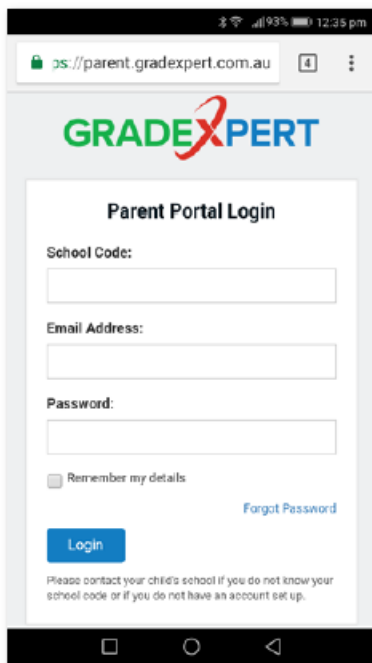 93% 12:35 pm
ps://parent.gradexpert.com.au 4
GRADEXPERT
Parent Portal Login
School Code:
Email Address:
Password:
Remember my details
Forgot Password
Login
Please contact your child's school if you do not know your
school code or if you do not have an account set up.